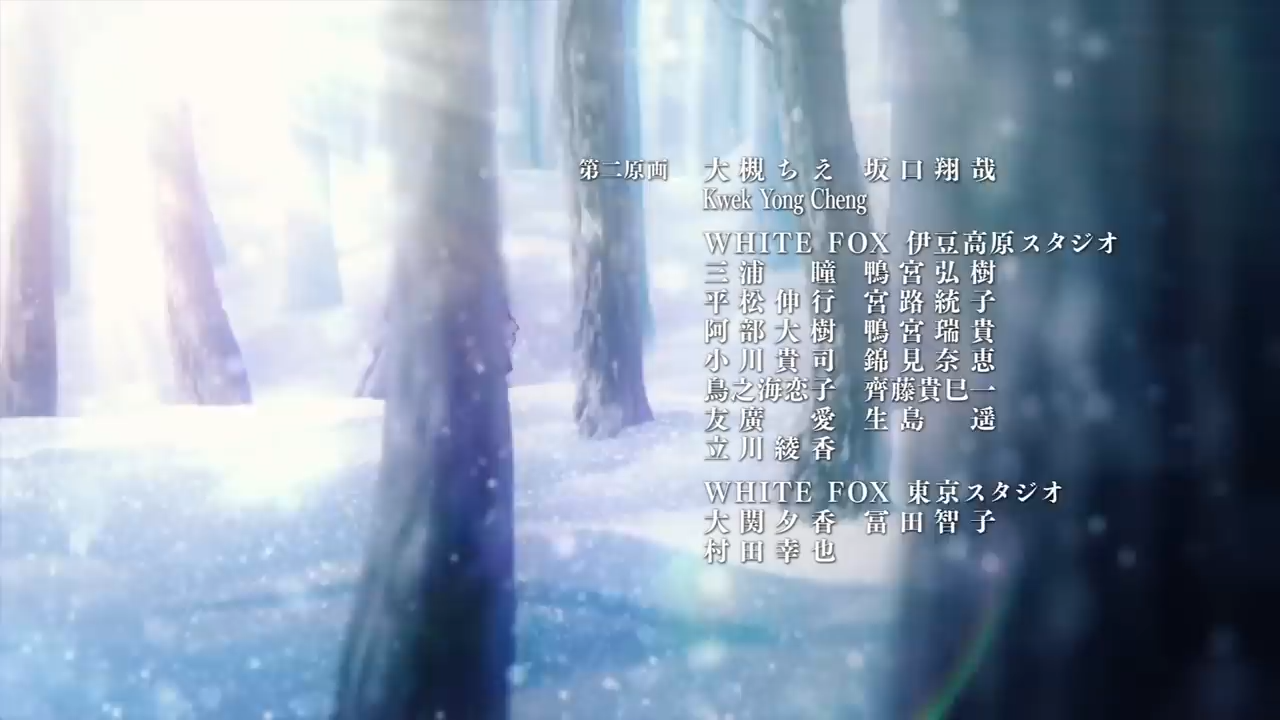 第二原画 大槻ちえ 坂口翔哉
Kwek Yong Cheng
WHITE FOX 伊豆高原スタジオ
三浦 瞳 鴨宮弘樹
平松伸行 宮路統子
阿部大樹 鴨宮瑞貴
小川貴司 錦見奈恵
鳥之海恋子 齊藤貴巳一
友廣 愛 生島 遥
立川綾香
WHITE FOX 東京スタジオ
大関夕香 冨田智子
村田幸也